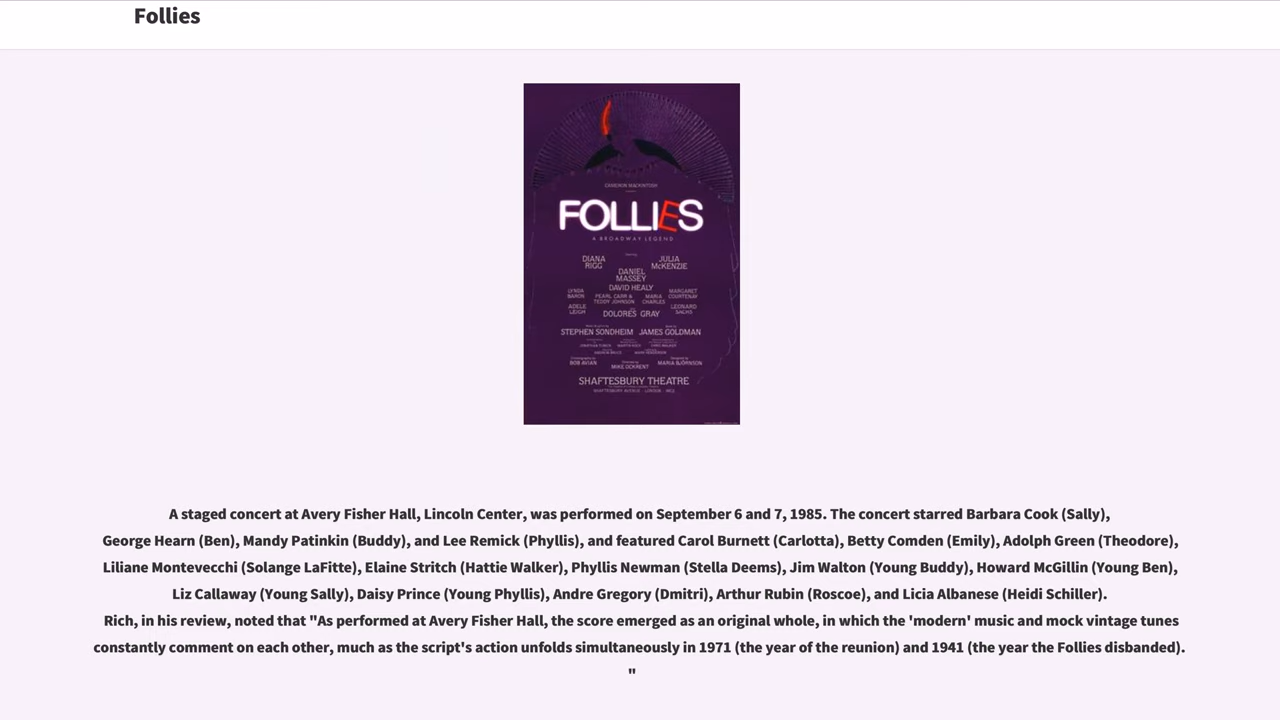 Follies
CAMERON MACKINTOSH
FOLLIES
A BROADWAY LEGEND
Starring
DIANA RIGG
JULIA McKENZIE
DANIEL MASSEY
DAVID HEALY
LYNDA BARON
PEARL CARR & TEDDY JOHNSON
MARIA CHARLES
MARGARET COURTENAY
ADELE LEIGH
LEONARD SACHS
DOLORES GRAY
STEPHEN SONDHEIM
JAMES GOLDMAN
BOB AVIAN
MIKE OCKRENT
MARIA BJÖRNSON
SHAFTESBURY THEATRE
SHAFTESBURY AVENUE · LONDON · WC2
A staged concert at Avery Fisher Hall, Lincoln Center, was performed on September 6 and 7, 1985. The concert starred Barbara Cook (Sally),
George Hearn (Ben), Mandy Patinkin (Buddy), and Lee Remick (Phyllis), and featured Carol Burnett (Carlotta), Betty Comden (Emily), Adolph Green (Theodore),
Liliane Montevecchi (Solange LaFitte), Elaine Stritch (Hattie Walker), Phyllis Newman (Stella Deems), Jim Walton (Young Buddy), Howard McGillin (Young Ben),
Liz Callaway (Young Sally), Daisy Prince (Young Phyllis), Andre Gregory (Dmitri), Arthur Rubin (Roscoe), and Licia Albanese (Heidi Schiller).
Rich, in his review, noted that "As performed at Avery Fisher Hall, the score emerged as an original whole, in which the 'modern' music and mock vintage tunes
constantly comment on each other, much as the script's action unfolds simultaneously in 1971 (the year of the reunion) and 1941 (the year the Follies disbanded).
"